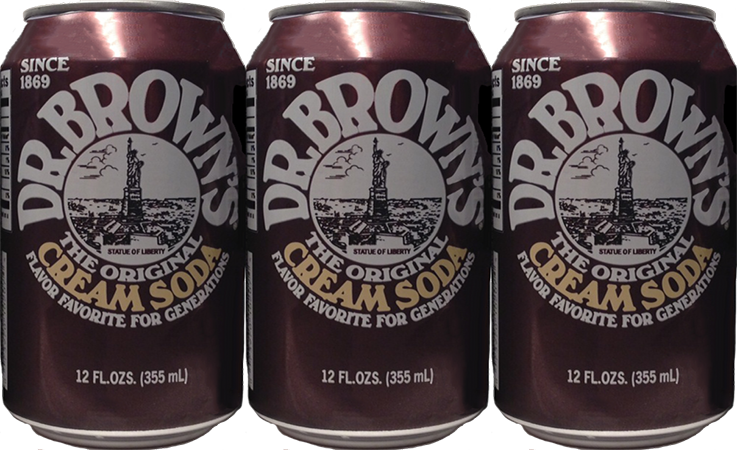 SINCE
1869
DR. BROWN'S
STATUE OF LIBERTY
THE ORIGINAL
CREAM SODA
FLAVOR FAVORITE FOR GENERATIONS
12 FL.OZS. (355 mL)
SINCE
1869
DR. BROWN'S
STATUE OF LIBERTY
THE ORIGINAL
CREAM SODA
FLAVOR FAVORITE FOR GENERATIONS
12 FL.OZS. (355 mL)
SINCE
1869
DR. BROWN'S
STATUE OF LIBERTY
THE ORIGINAL
CREAM SODA
FLAVOR FAVORITE FOR GENERATIONS
12 FL.OZS. (355 mL)